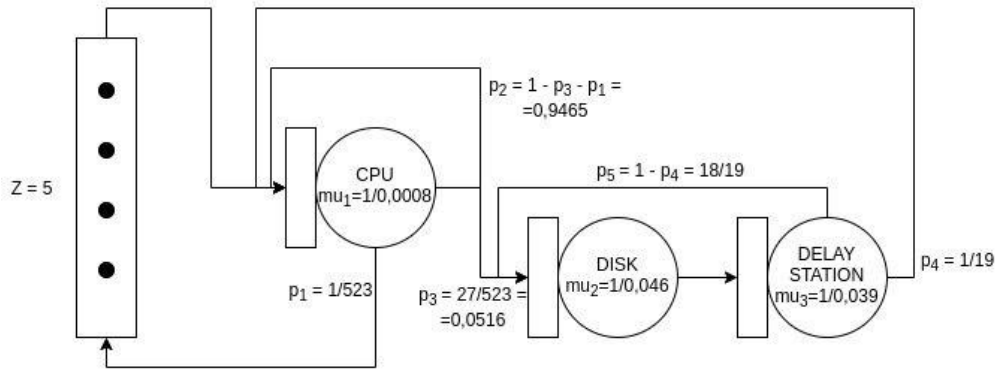 Z = 5
CPU
mu1=1/0,0008
p1 = 1/523
p2 = 1 - p3 - p1 =
=0,9465
p3 = 27/523 =
=0,0516
p5 = 1 - p4 = 18/19
DISK
mu2=1/0,046
DELAY
STATION
mu3=1/0,039
p4 = 1/19